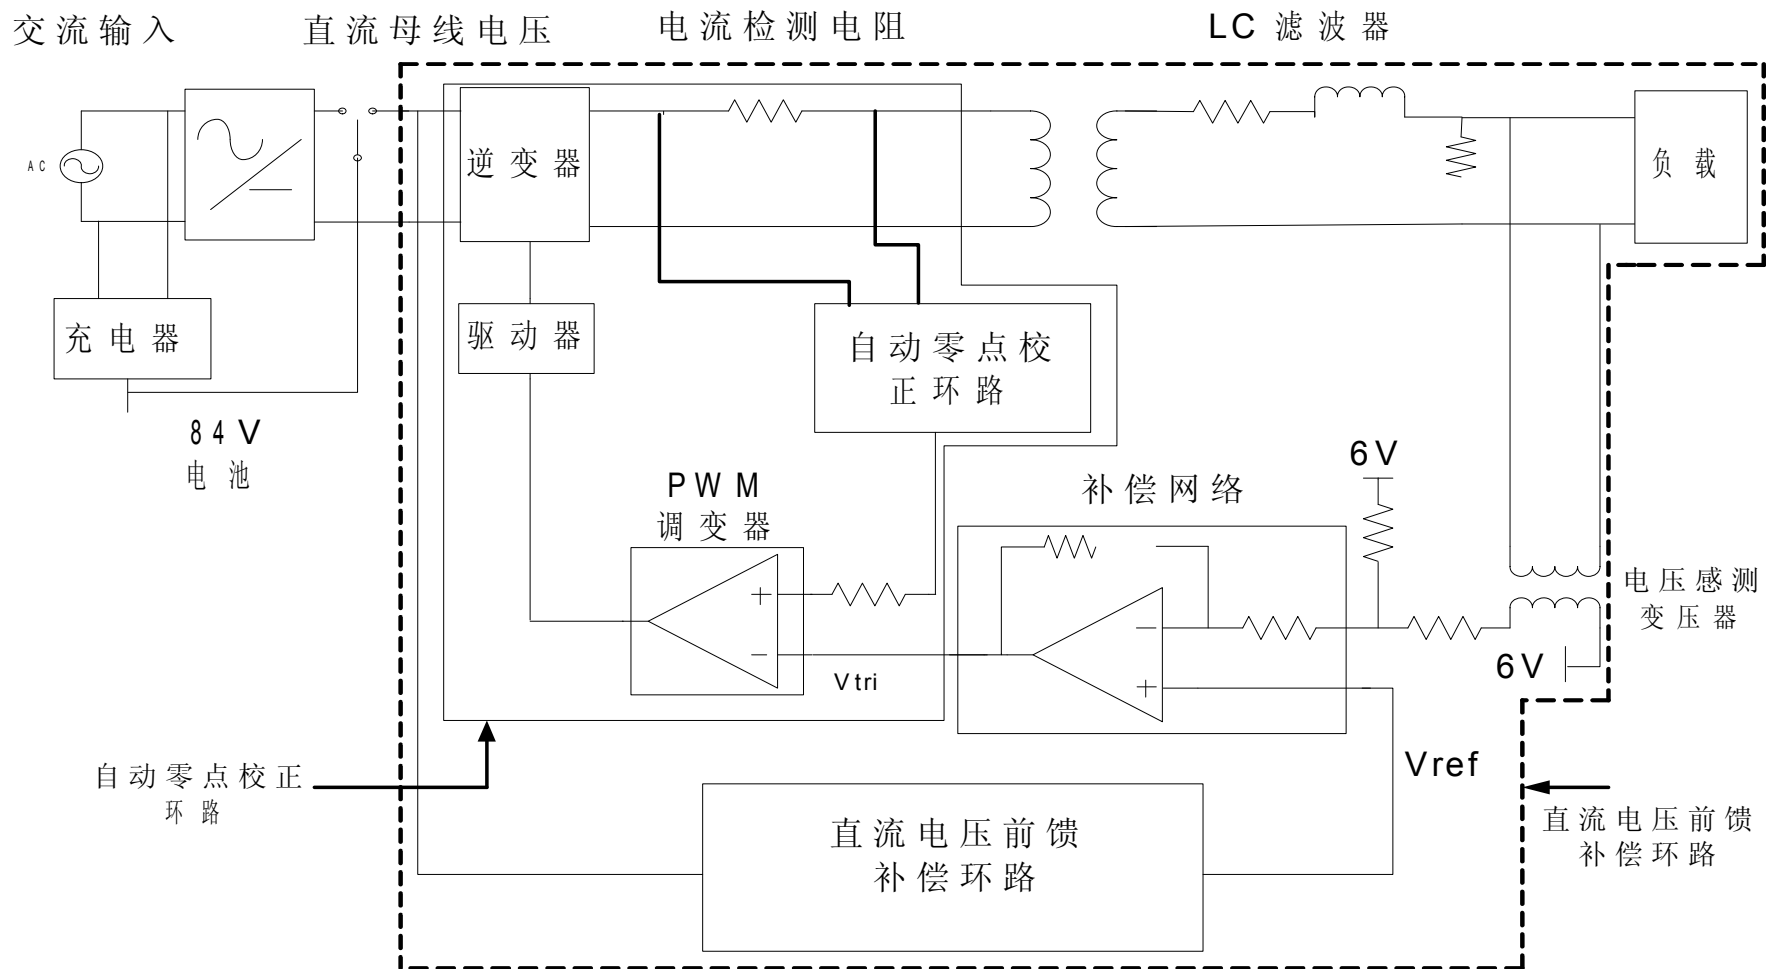 交流输入
直流母线电压
电流检测电阻
LC 滤波器
AC
逆变器
负载
充电器
驱动器
自动零点校
正环路
84V
电池
PWM
调变器
补偿网络
6V
+
−
Vtri
−
+
电压感测
变压器
6V
Vref
自动零点校正
环路
直流电压前馈
补偿环路
直流电压前馈
补偿环路